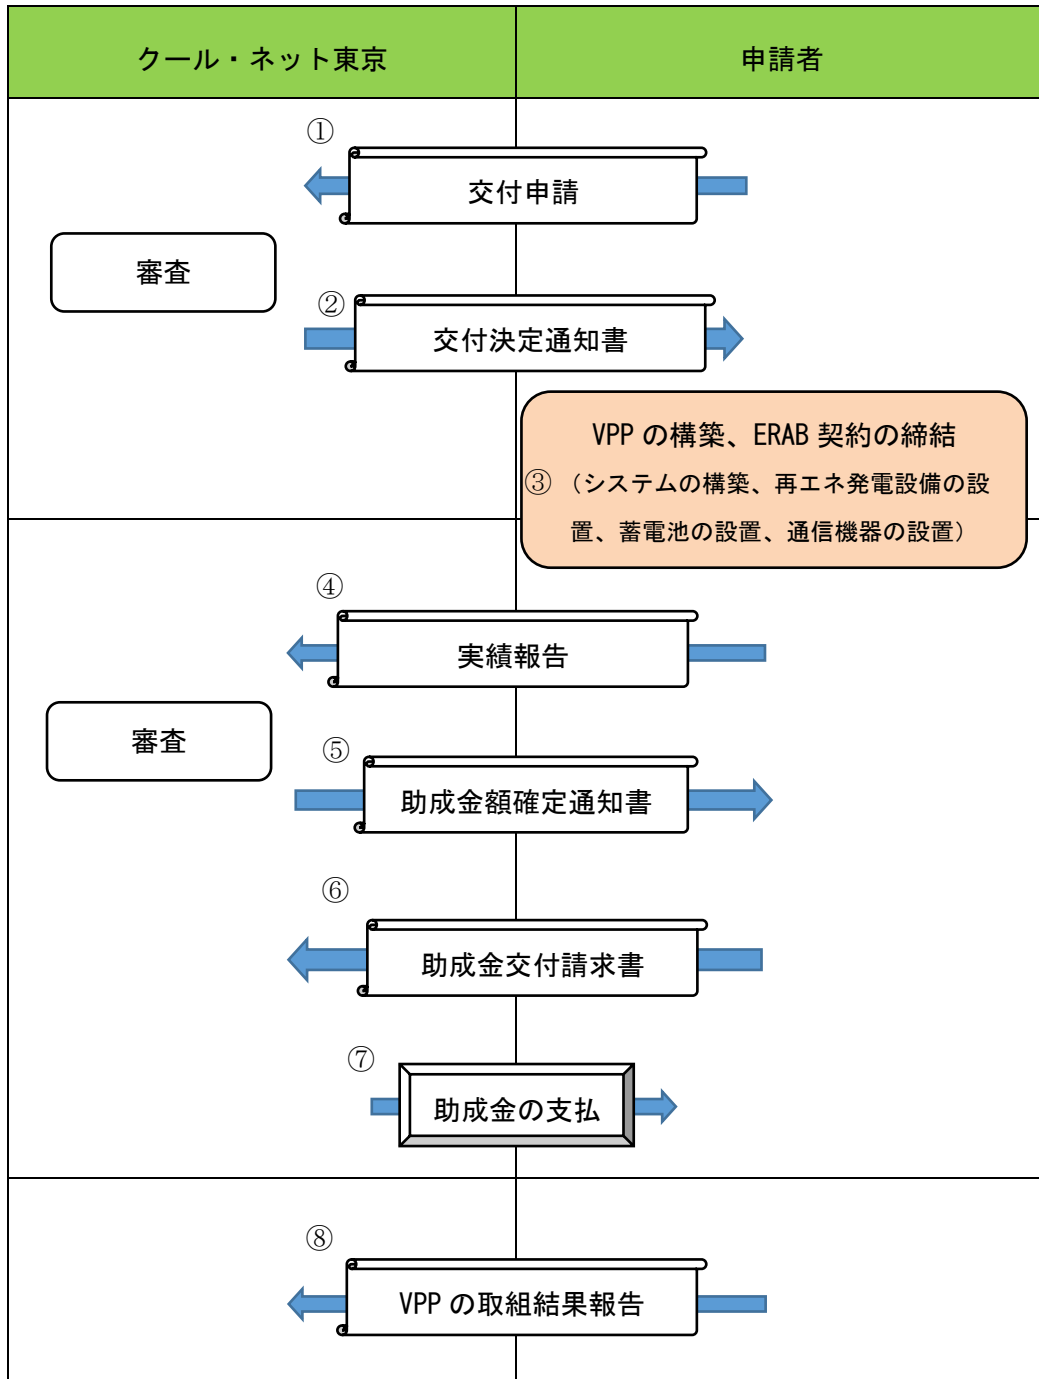 クール・ネット東京
申請者
①
交付申請
審査
②
交付決定通知書
VPP の構築、ERAB 契約の締結
③ （システムの構築、再エネ発電設備の設
置、蓄電池の設置、通信機器の設置）
④
実績報告
審査
⑤
助成金額確定通知書
⑥
助成金交付請求書
⑦
助成金の支払
⑧
VPP の取組結果報告